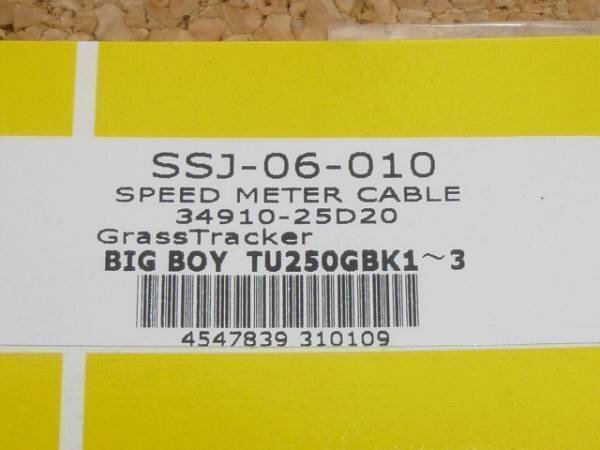 SSJ-06-010
SPEED METER CABLE
34910-25D20
GrassTracker
BIG BOY TU250GBK1~3
4547839 310109